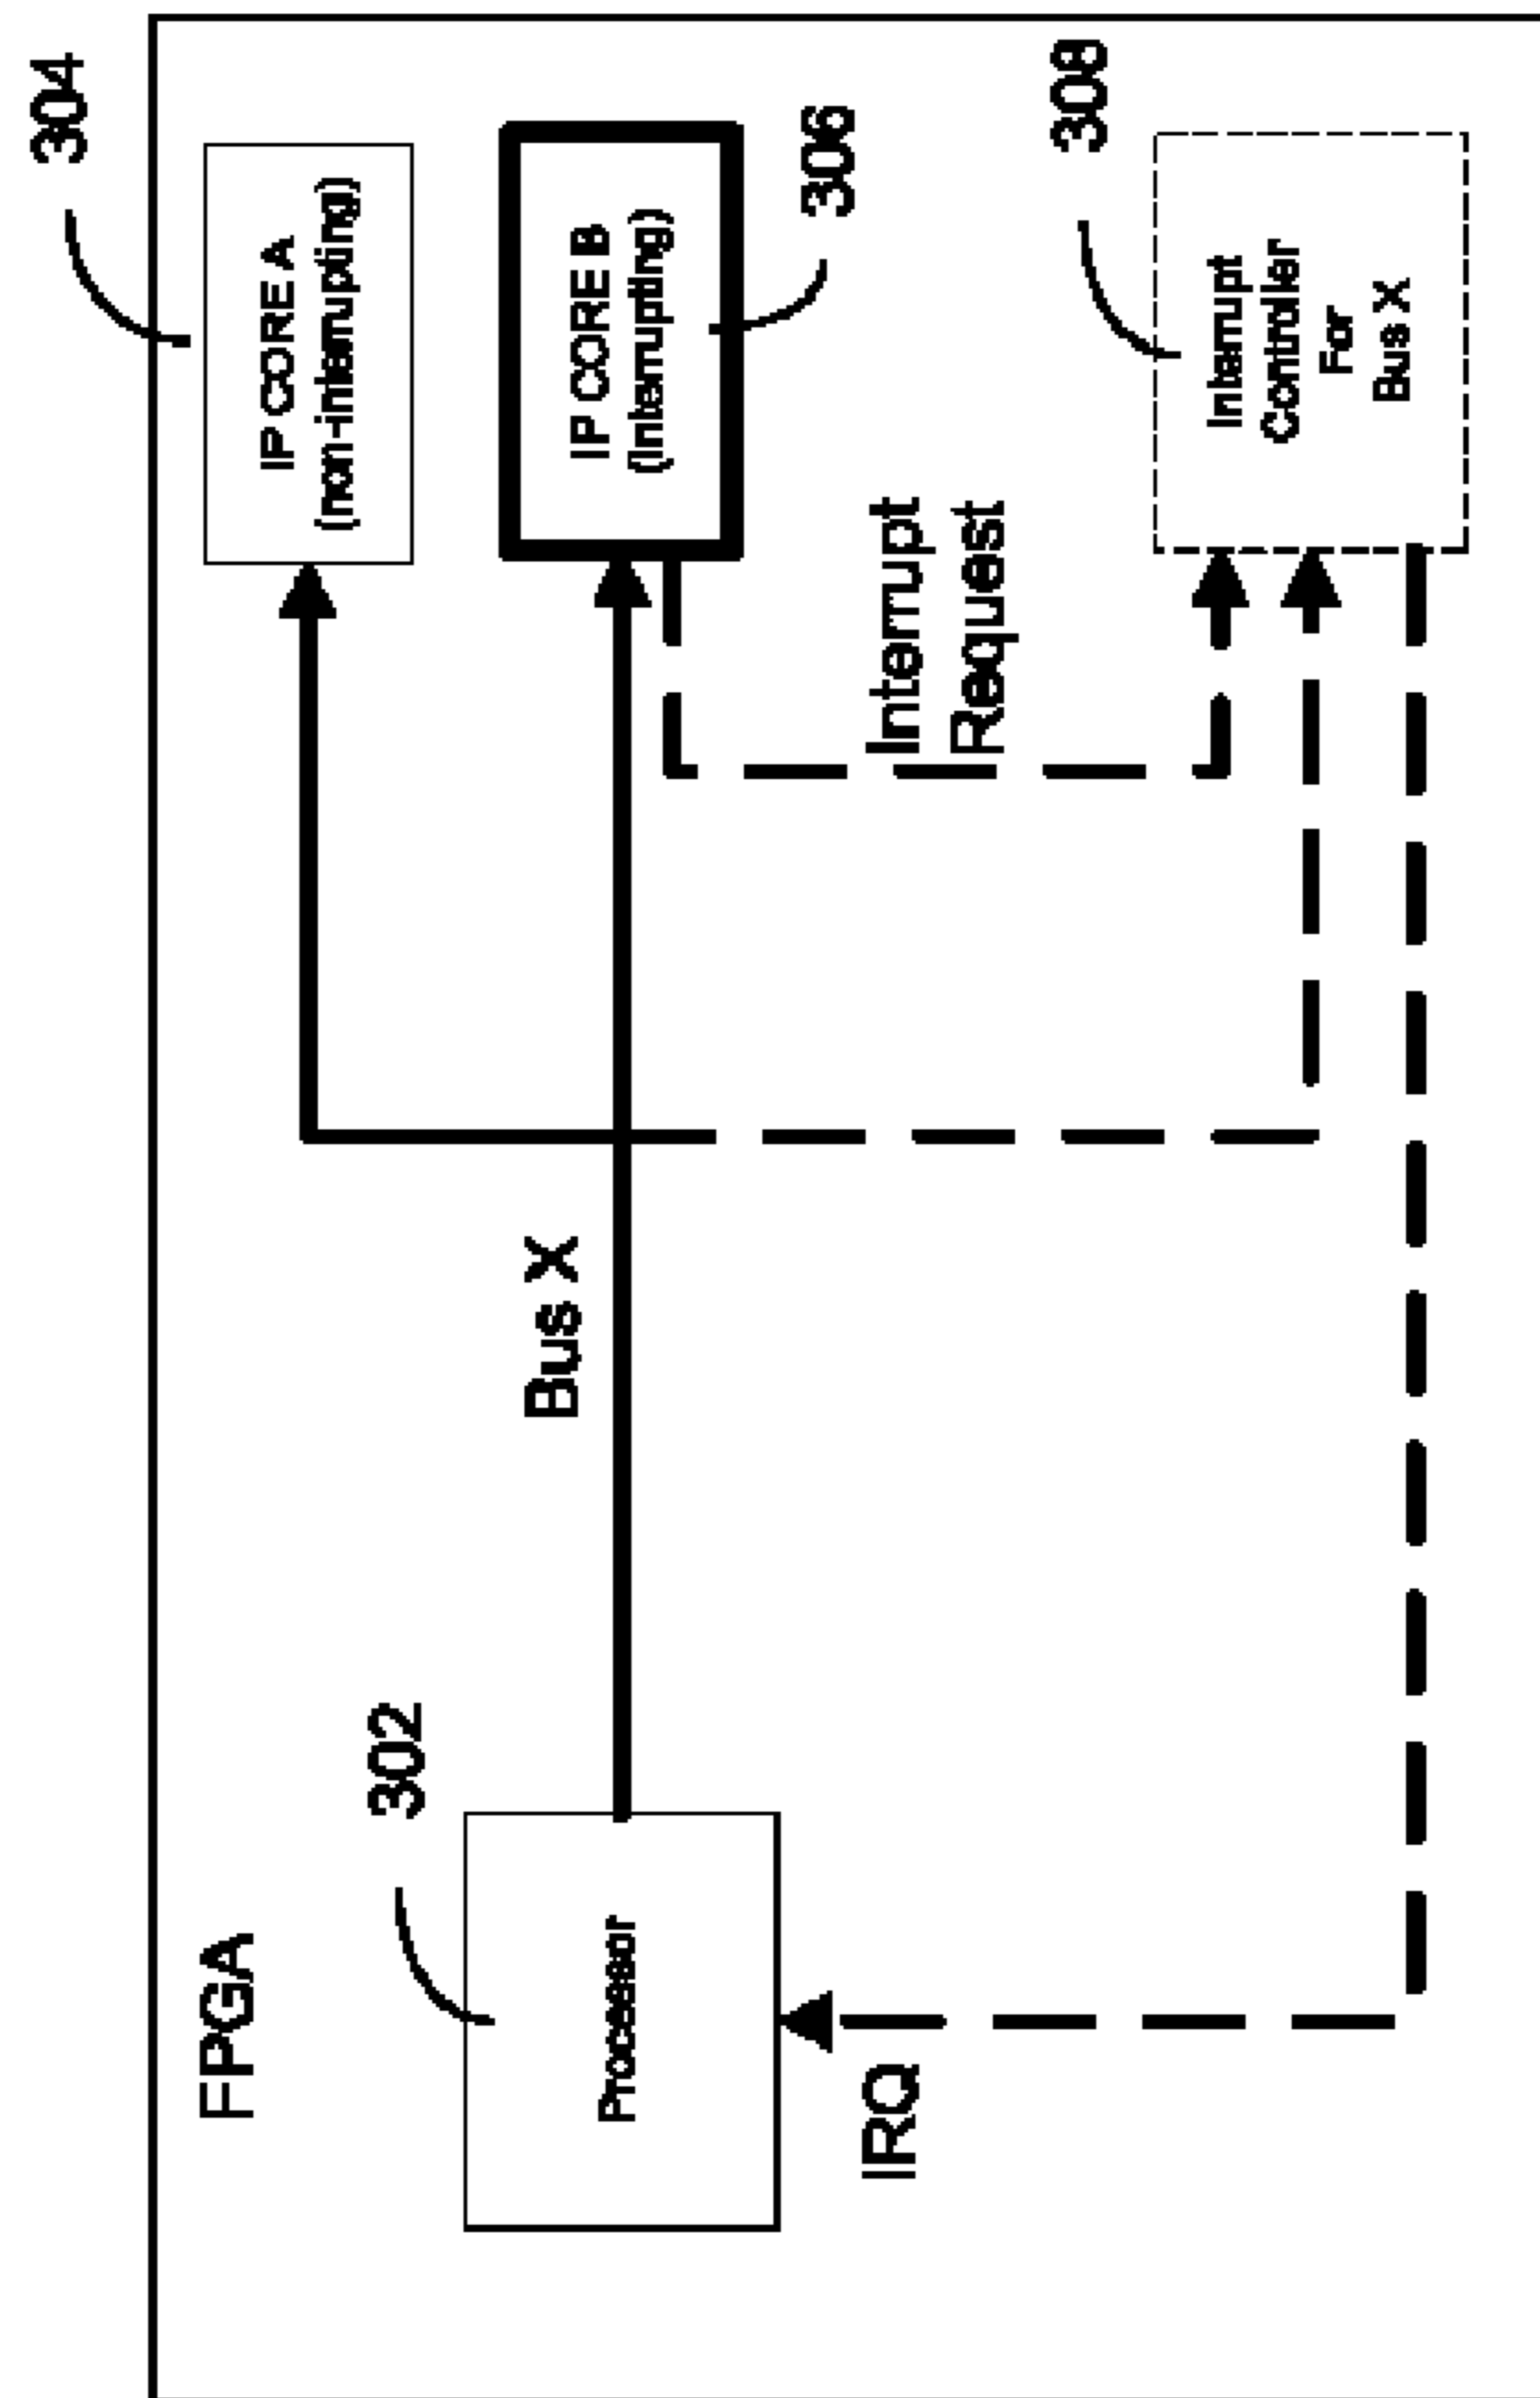 FPGA
302
Processor
IRQ
Bus X
304
IP CORE A
(non-interrupting)
IP CORE B
(Interrupting)
306
Interrupt
Request
308
Interrupt
Controller
For
Bus X